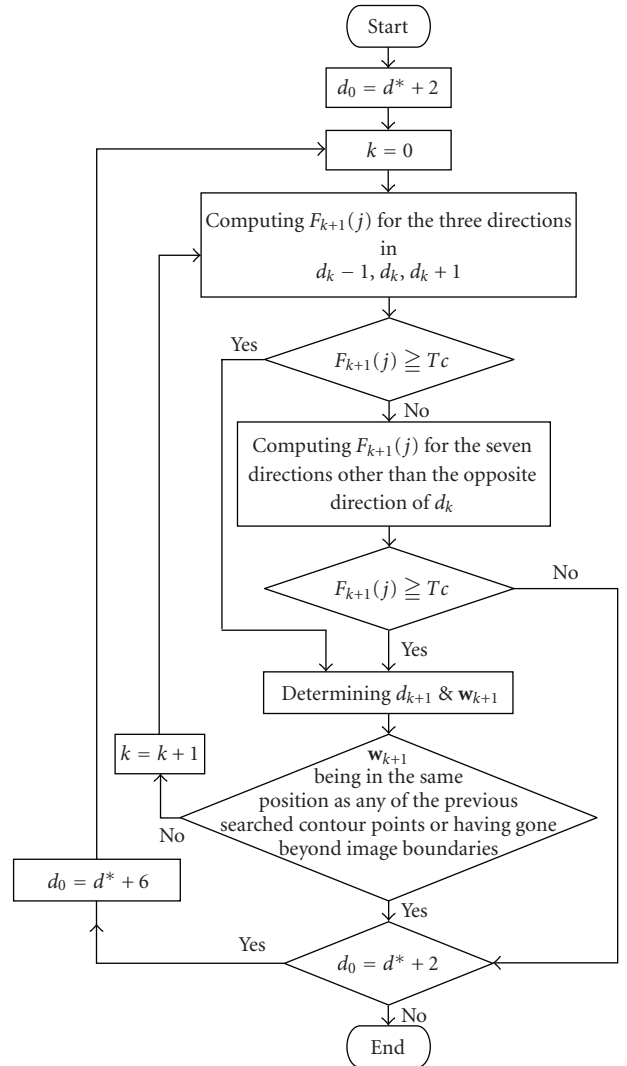 Start
d₀ = d* + 2
k = 0
Computing Fₖ₊₁(j) for the three directions
in
dₖ − 1, dₖ, dₖ + 1
Yes
Fₖ₊₁(j) ≧ Tc
No
Computing Fₖ₊₁(j) for the seven
directions other than the opposite
direction of dₖ
Fₖ₊₁(j) ≧ Tc
No
Yes
Determining dₖ₊₁ & wₖ₊₁
k = k + 1
wₖ₊₁
being in the same
position as any of the previous
searched contour points or having gone
beyond image boundaries
No
d₀ = d* + 6
Yes
Yes
d₀ = d* + 2
No
End